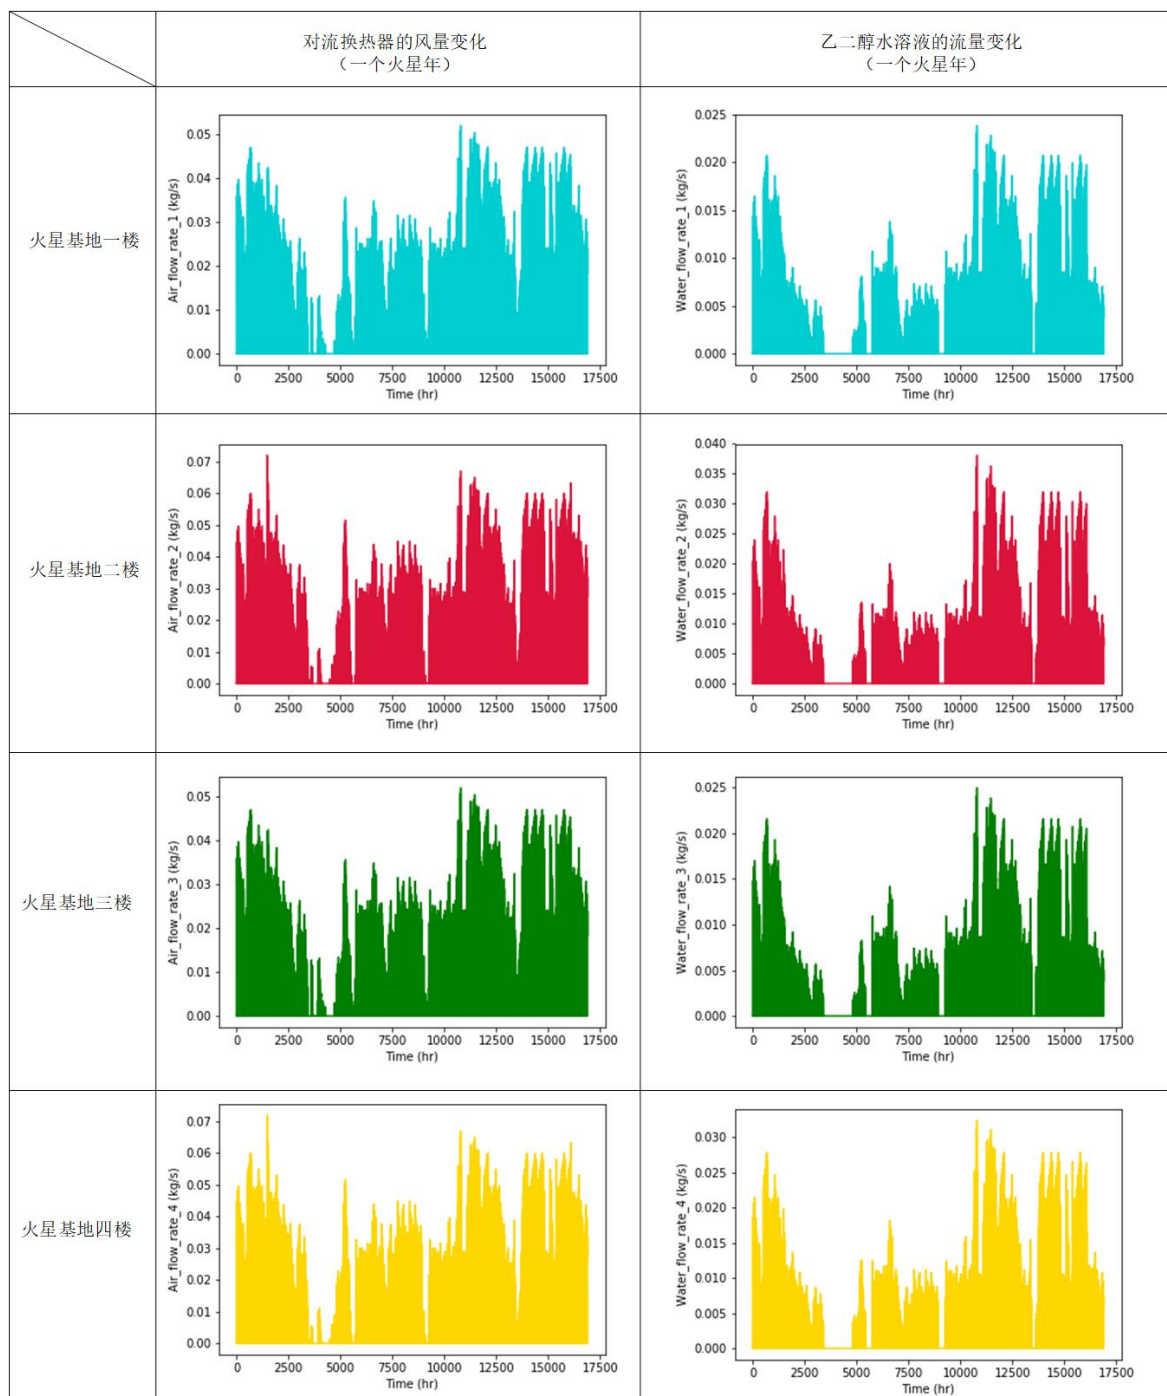 对流换热器的风量变化
（一个火星年）
乙二醇水溶液的流量变化
（一个火星年）
火星基地一楼
Air_flow_rate_1 (kg/s)
0.05
0.04
0.03
0.02
0.01
0.00
0 2500 5000 7500 10000 12500 15000 17500
Time (hr)
Water_flow_rate_1 (kg/s)
0.025
0.020
0.015
0.010
0.005
0.000
0 2500 5000 7500 10000 12500 15000 17500
Time (hr)
火星基地二楼
Air_flow_rate_2 (kg/s)
0.07
0.06
0.05
0.04
0.03
0.02
0.01
0.00
0 2500 5000 7500 10000 12500 15000 17500
Time (hr)
Water_flow_rate_2 (kg/s)
0.040
0.035
0.030
0.025
0.020
0.015
0.010
0.005
0.000
0 2500 5000 7500 10000 12500 15000 17500
Time (hr)
火星基地三楼
Air_flow_rate_3 (kg/s)
0.05
0.04
0.03
0.02
0.01
0.00
0 2500 5000 7500 10000 12500 15000 17500
Time (hr)
Water_flow_rate_3 (kg/s)
0.025
0.020
0.015
0.010
0.005
0.000
0 2500 5000 7500 10000 12500 15000 17500
Time (hr)
火星基地四楼
Air_flow_rate_4 (kg/s)
0.07
0.06
0.05
0.04
0.03
0.02
0.01
0.00
0 2500 5000 7500 10000 12500 15000 17500
Time (hr)
Water_flow_rate_4 (kg/s)
0.030
0.025
0.020
0.015
0.010
0.005
0.000
0 2500 5000 7500 10000 12500 15000 17500
Time (hr)